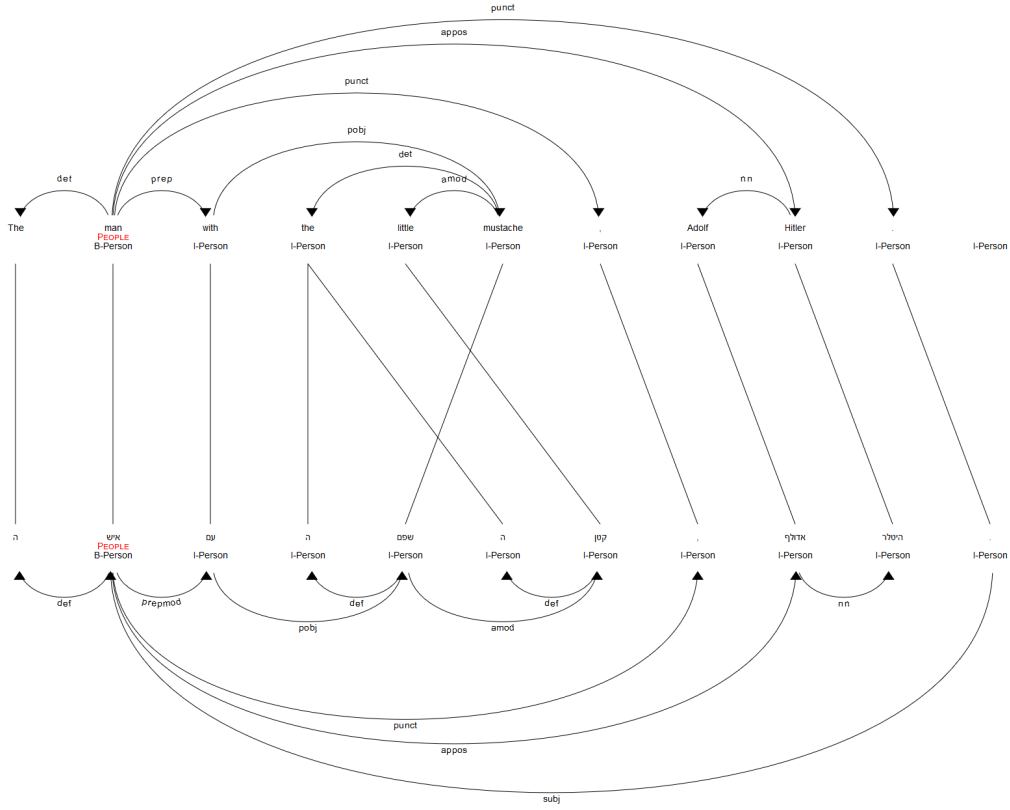 punct
appos
punct
pobj
det
det prep amod nn
The man with the little mustache , Adolf Hitler .
PEOPLE
B-Person I-Person I-Person I-Person I-Person I-Person I-Person I-Person I-Person I-Person
ה איש עם ה שפם ה קטן , אדולף היטלר .
PEOPLE
B-Person I-Person I-Person I-Person I-Person I-Person I-Person I-Person I-Person I-Person
def prepmod def def nn
pobj amod
punct
appos
subj